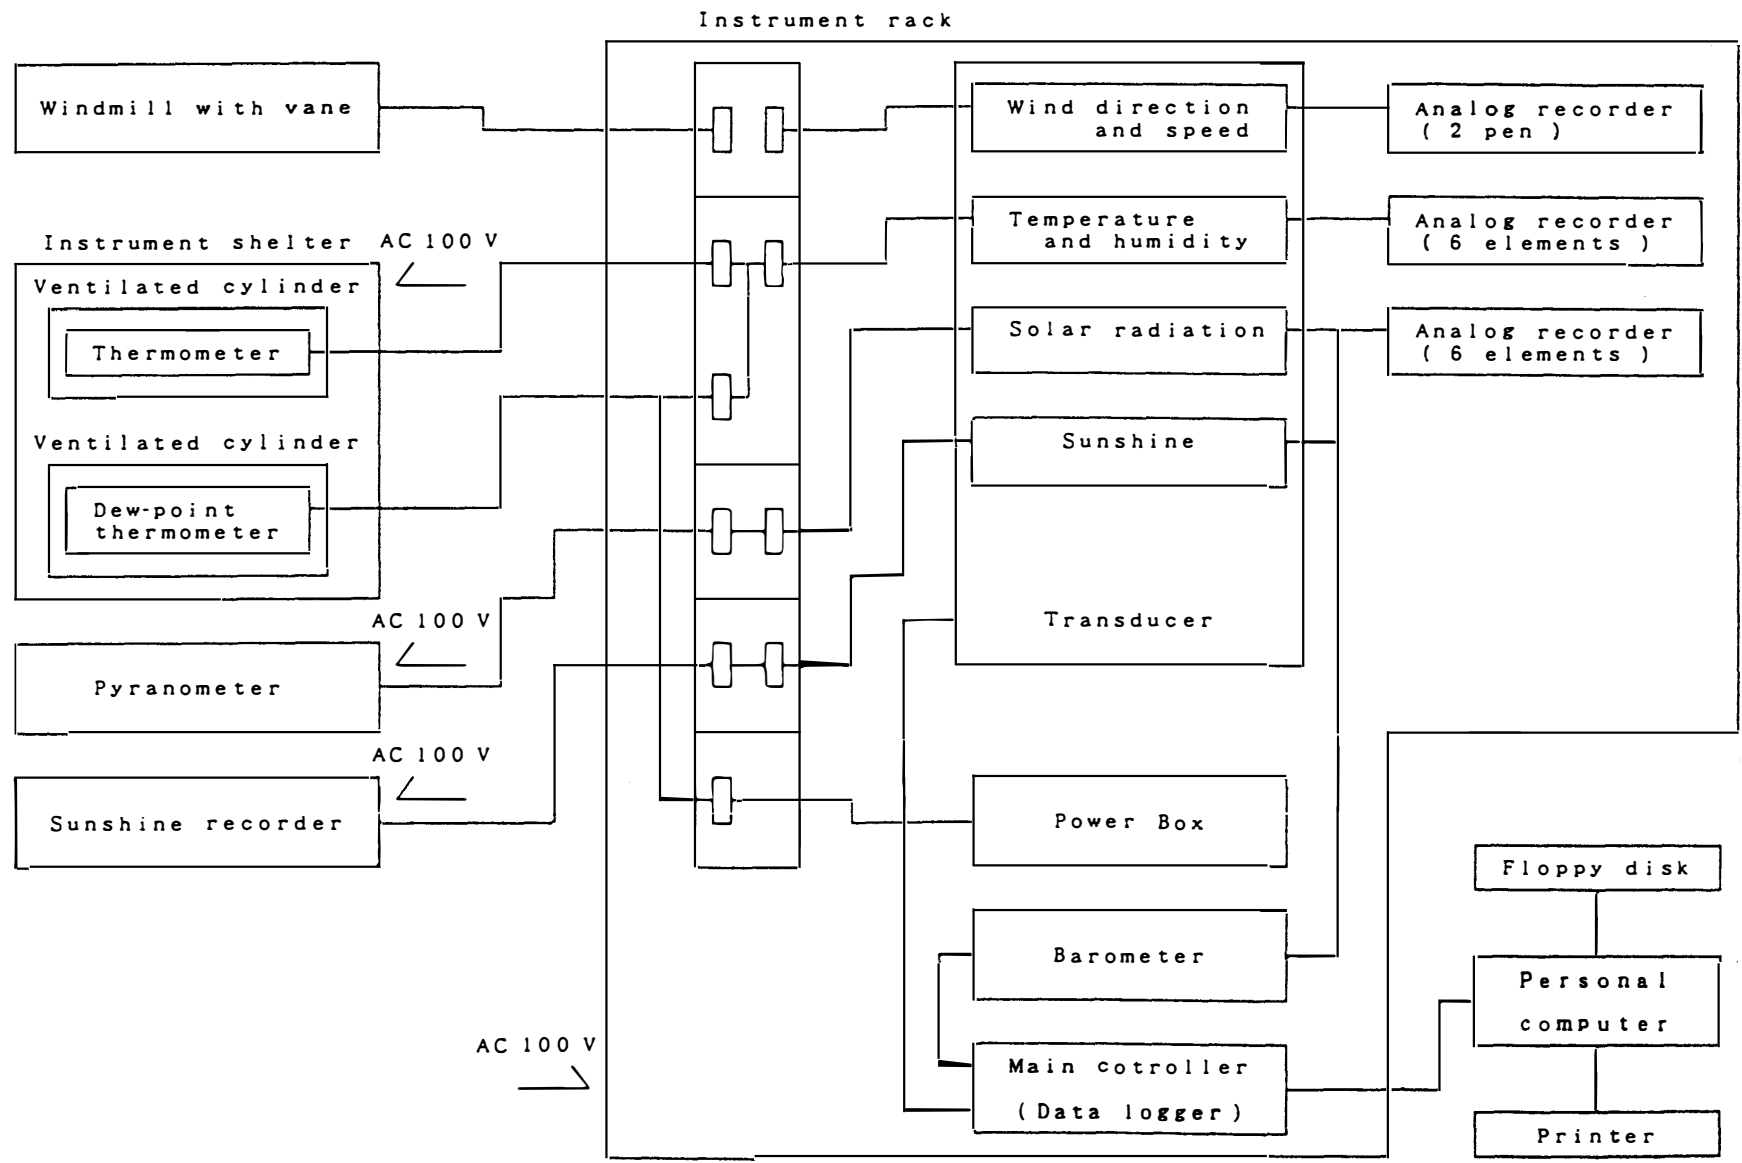 Instrument rack
Windmill with vane
Wind direction
and speed
Analog recorder
( 2 pen )
Instrument shelter
AC 100 V
Temperature
and humidity
Analog recorder
( 6 elements )
Ventilated cylinder
Thermometer
Solar radiation
Analog recorder
( 6 elements )
Ventilated cylinder
Dew-point
thermometer
Sunshine
Transducer
AC 100 V
Pyranometer
AC 100 V
Sunshine recorder
Power Box
Floppy disk
Barometer
Personal
computer
AC 100 V
Main cotroller
( Data logger )
Printer